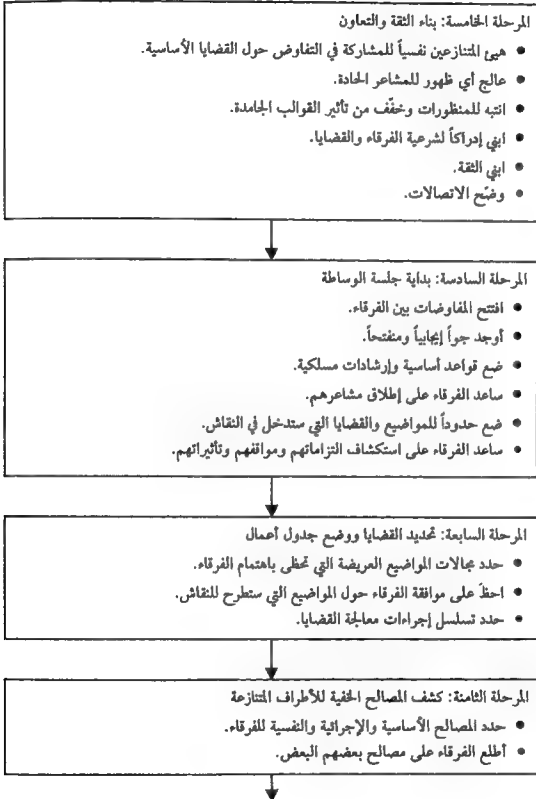 المرحلة الخامسة: بناء الثقة والتعاون
● هيئ المتنازعين نفسياً للمشاركة في التفاوض حول القضايا الأساسية.
● عالج أي ظهور للمشاعر الحادة.
● انتبه للمنظورات وخفّف من تأثير القوالب الجامدة.
● ابني إدراكاً لشرعية الفرقاء والقضايا.
● ابني الثقة.
● وضّح الاتصالات.
المرحلة السادسة: بداية جلسة الوساطة
● افتتح المفاوضات بين الفرقاء.
● أوجد جواً إيجابياً ومنفتحاً.
● ضع قواعد أساسية وإرشادات مسلكية.
● ساعد الفرقاء على إطلاق مشاعرهم.
● ضع حدوداً للمواضيع والقضايا التي ستدخل في النقاش.
● ساعد الفرقاء على استكشاف التزاماتهم ومواقفهم وتأثيراتهم.
المرحلة السابعة: تحديد القضايا ووضع جدول أعمال
● حدد مجالات المواضيع العريضة التي تحظى باهتمام الفرقاء.
● احظَ على موافقة الفرقاء حول المواضيع التي ستطرح للنقاش.
● حدد تسلسل إجراءات معالجة القضايا.
المرحلة الثامنة: كشف المصالح الخفية للأطراف المتنازعة
● حدد المصالح الأساسية والإجرائية والنفسية للفرقاء.
● أطلع الفرقاء على مصالح بعضهم البعض.